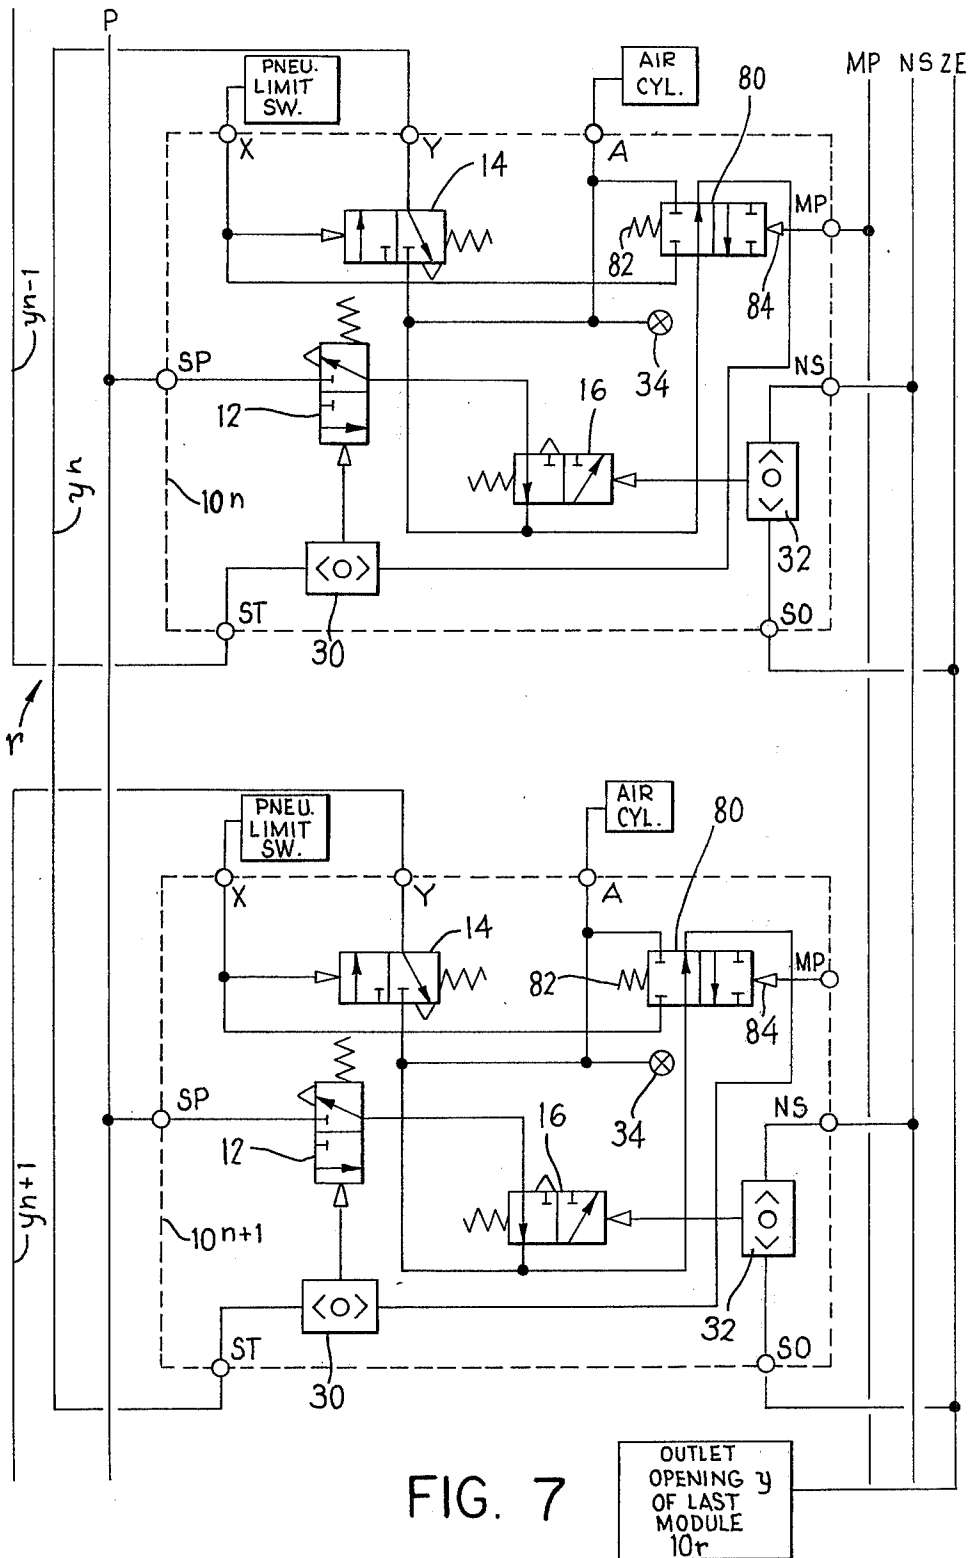 P
PNEU.
LIMIT
SW.
AIR
CYL.
80
MP NS ZE
X
Y
A
14
MP
82
84
yn-1
SP
34
NS
12
16
yn
10n
32
ST
30
SO
r
PNEU.
LIMIT
SW.
AIR
CYL.
80
X
Y
A
14
MP
82
84
SP
34
NS
12
16
yn+1
10n+1
32
ST
30
SO
OUTLET
OPENING y
OF LAST
MODULE
10r
FIG. 7